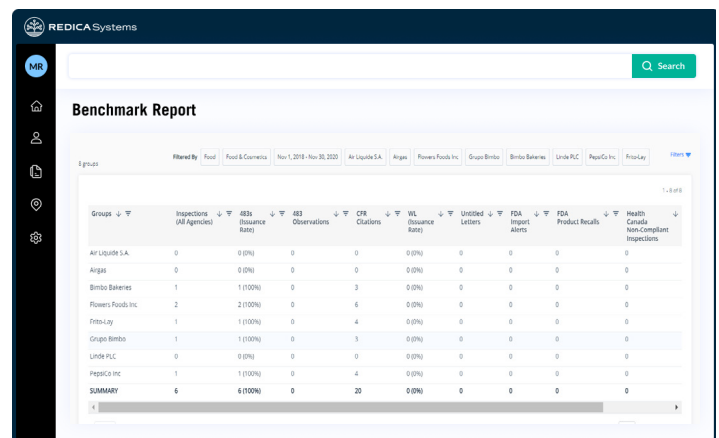 REDICA Systems
MR
Search
Benchmark Report
8 groups
Filtered By Food Food & Cosmetics Nov 1, 2018 - Nov 30, 2020 Air Liquide S.A. Airgas Flowers Foods Inc Grupo Bimbo Bimbo Bakeries Linde PLC PepsiCo Inc Frito-Lay Filters
1 - 8 of 8
Groups Inspections (All Agencies) 483s (Issuance Rate) 483 Observations CFR Citations WL (Issuance Rate) Untitled Letters FDA Import Alerts FDA Product Recalls Health Canada Non-Compliant Inspections
Air Liquide S.A. 0 0 (0%) 0 0 0 (0%) 0 0 0 0
Airgas 0 0 (0%) 0 0 0 (0%) 0 0 0 0
Bimbo Bakeries 1 1 (100%) 0 3 0 (0%) 0 0 0 0
Flowers Foods Inc 2 2 (100%) 0 6 0 (0%) 0 0 0 0
Frito-Lay 1 1 (100%) 0 4 0 (0%) 0 0 0 0
Grupo Bimbo 1 1 (100%) 0 3 0 (0%) 0 0 0 0
Linde PLC 0 0 (0%) 0 0 0 (0%) 0 0 0 0
PepsiCo Inc 1 1 (100%) 0 4 0 (0%) 0 0 0 0
SUMMARY 6 6 (100%) 0 20 0 (0%) 0 0 0 0